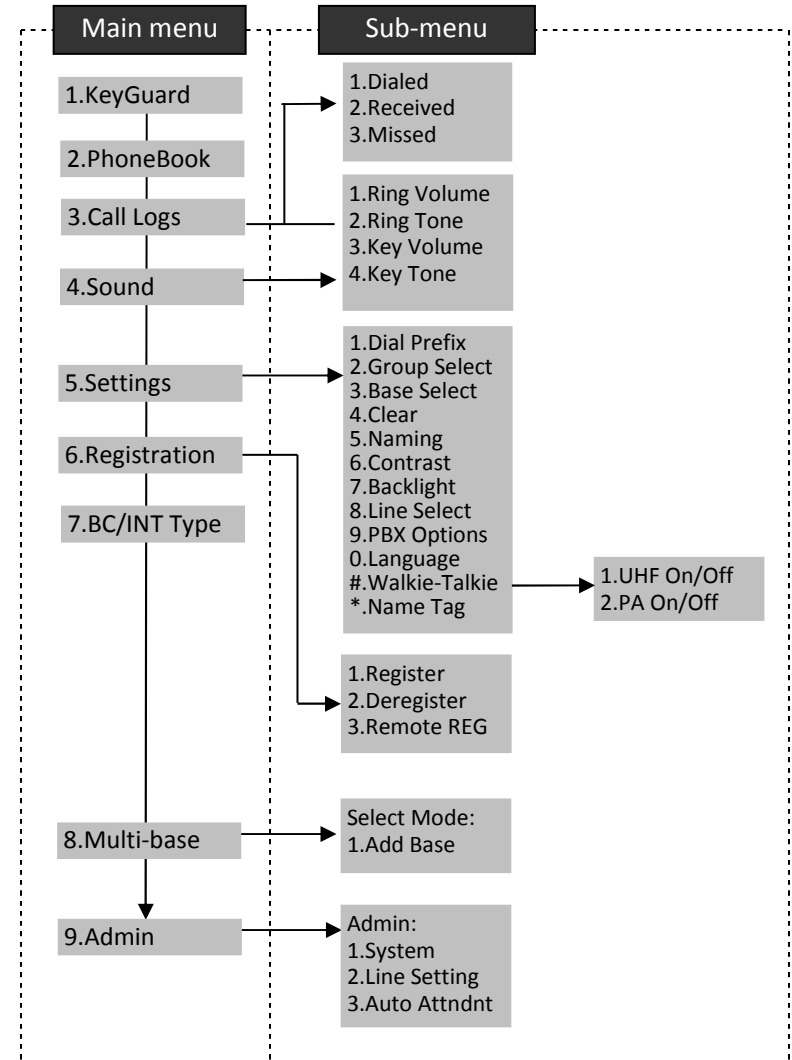 Main menu
Sub-menu
1.KeyGuard
2.PhoneBook
3.Call Logs
4.Sound
5.Settings
6.Registration
7.BC/INT Type
8.Multi-base
9.Admin
1.Dialed
2.Received
3.Missed
1.Ring Volume
2.Ring Tone
3.Key Volume
4.Key Tone
1.Dial Prefix
2.Group Select
3.Base Select
4.Clear
5.Naming
6.Contrast
7.Backlight
8.Line Select
9.PBX Options
0.Language
#.Walkie-Talkie
*.Name Tag
1.UHF On/Off
2.PA On/Off
1.Register
2.Deregister
3.Remote REG
Select Mode:
1.Add Base
Admin:
1.System
2.Line Setting
3.Auto Attndnt